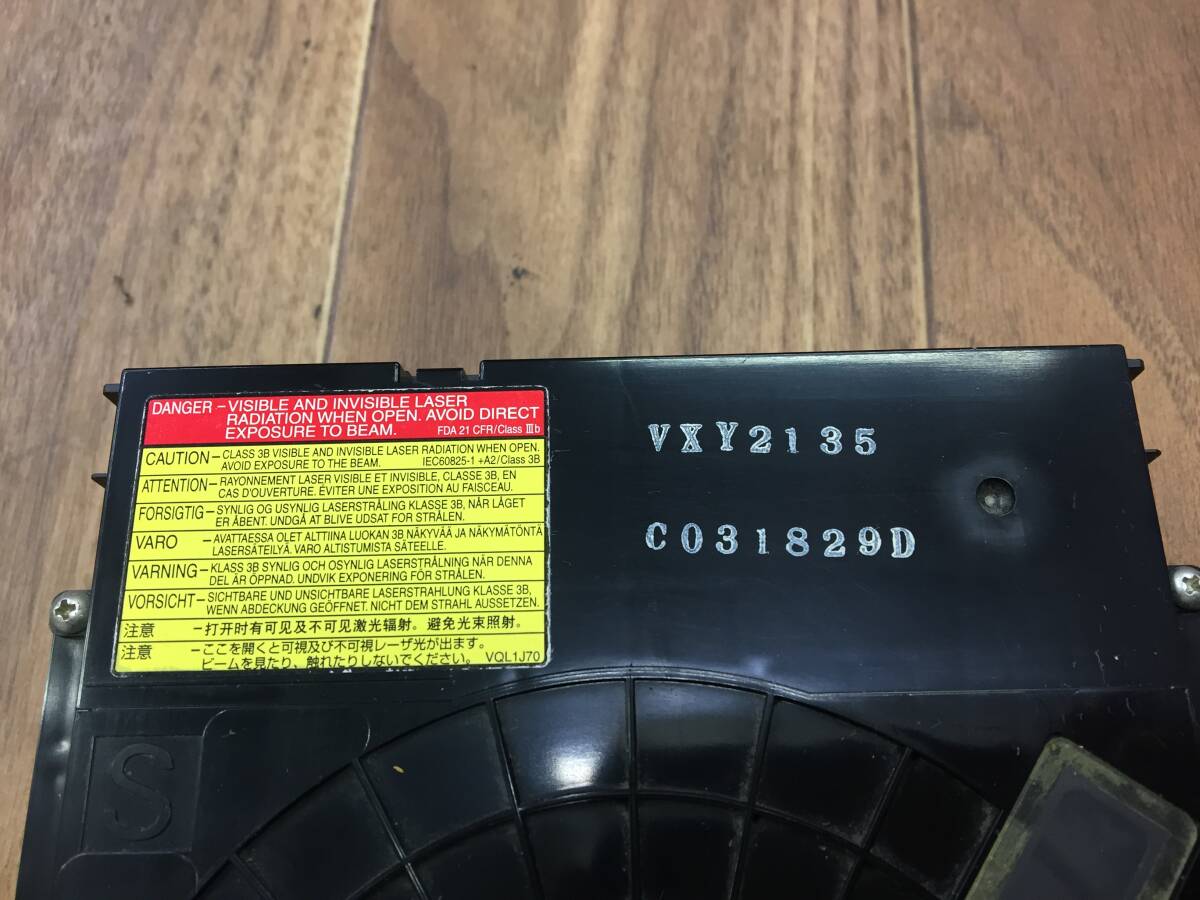 DANGER – VISIBLE AND INVISIBLE LASER
RADIATION WHEN OPEN. AVOID DIRECT
EXPOSURE TO BEAM. FDA 21 CFR/Class Ⅲb
CAUTION – CLASS 3B VISIBLE AND INVISIBLE LASER RADIATION WHEN OPEN.
AVOID EXPOSURE TO THE BEAM. IEC60825-1 +A2/Class 3B
ATTENTION – RAYONNEMENT LASER VISIBLE ET INVISIBLE, CLASSE 3B, EN
CAS D'OUVERTURE. ÉVITER UNE EXPOSITION AU FAISCEAU.
FORSIGTIG – SYNLIG OG USYNLIG LASERSTRÅLING KLASSE 3B, NÅR LÅGET
ER ÅBENT. UNDGÅ AT BLIVE UDSAT FOR STRÅLEN.
VARO – AVATTAESSA OLET ALTTIINA LUOKAN 3B NÄKYVÄÄ JA NÄKYMÄTÖNTÄ
LASERSÄTEILYÄ. VARO ALTISTUMISTA SÄTEELLE.
VARNING – KLASS 3B SYNLIG OCH OSYNLIG LASERSTRÅLNING NÄR DENNA
DEL ÄR ÖPPNAD. UNDVIK EXPONERING FÖR STRÅLEN.
VORSICHT – SICHTBARE UND UNSICHTBARE LASERSTRAHLUNG KLASSE 3B,
WENN ABDECKUNG GEÖFFNET. NICHT DEM STRAHL AUSSETZEN.
注意 – 打开时有可见及不可见激光辐射. 避免光束照射.
注意 – ここを開くと可視及び不可視レーザ光が出ます.
ビームを見たり、触れたりしないでください. VQL1J70
VXY2135
C031829D
S